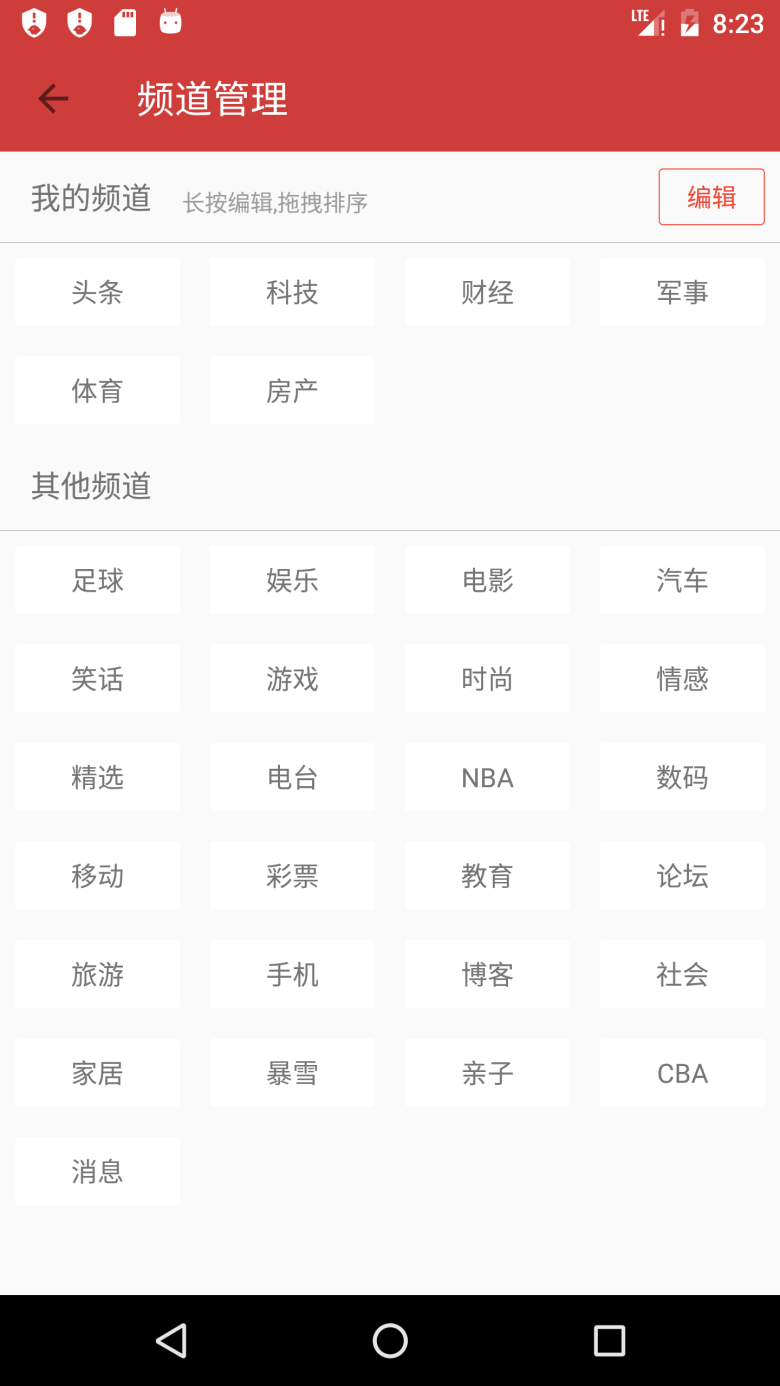 LTE 8:23
频道管理
我的频道 长按编辑,拖拽排序 编辑
头条 科技 财经 军事
体育 房产
其他频道
足球 娱乐 电影 汽车
笑话 游戏 时尚 情感
精选 电台 NBA 数码
移动 彩票 教育 论坛
旅游 手机 博客 社会
家居 暴雪 亲子 CBA
消息